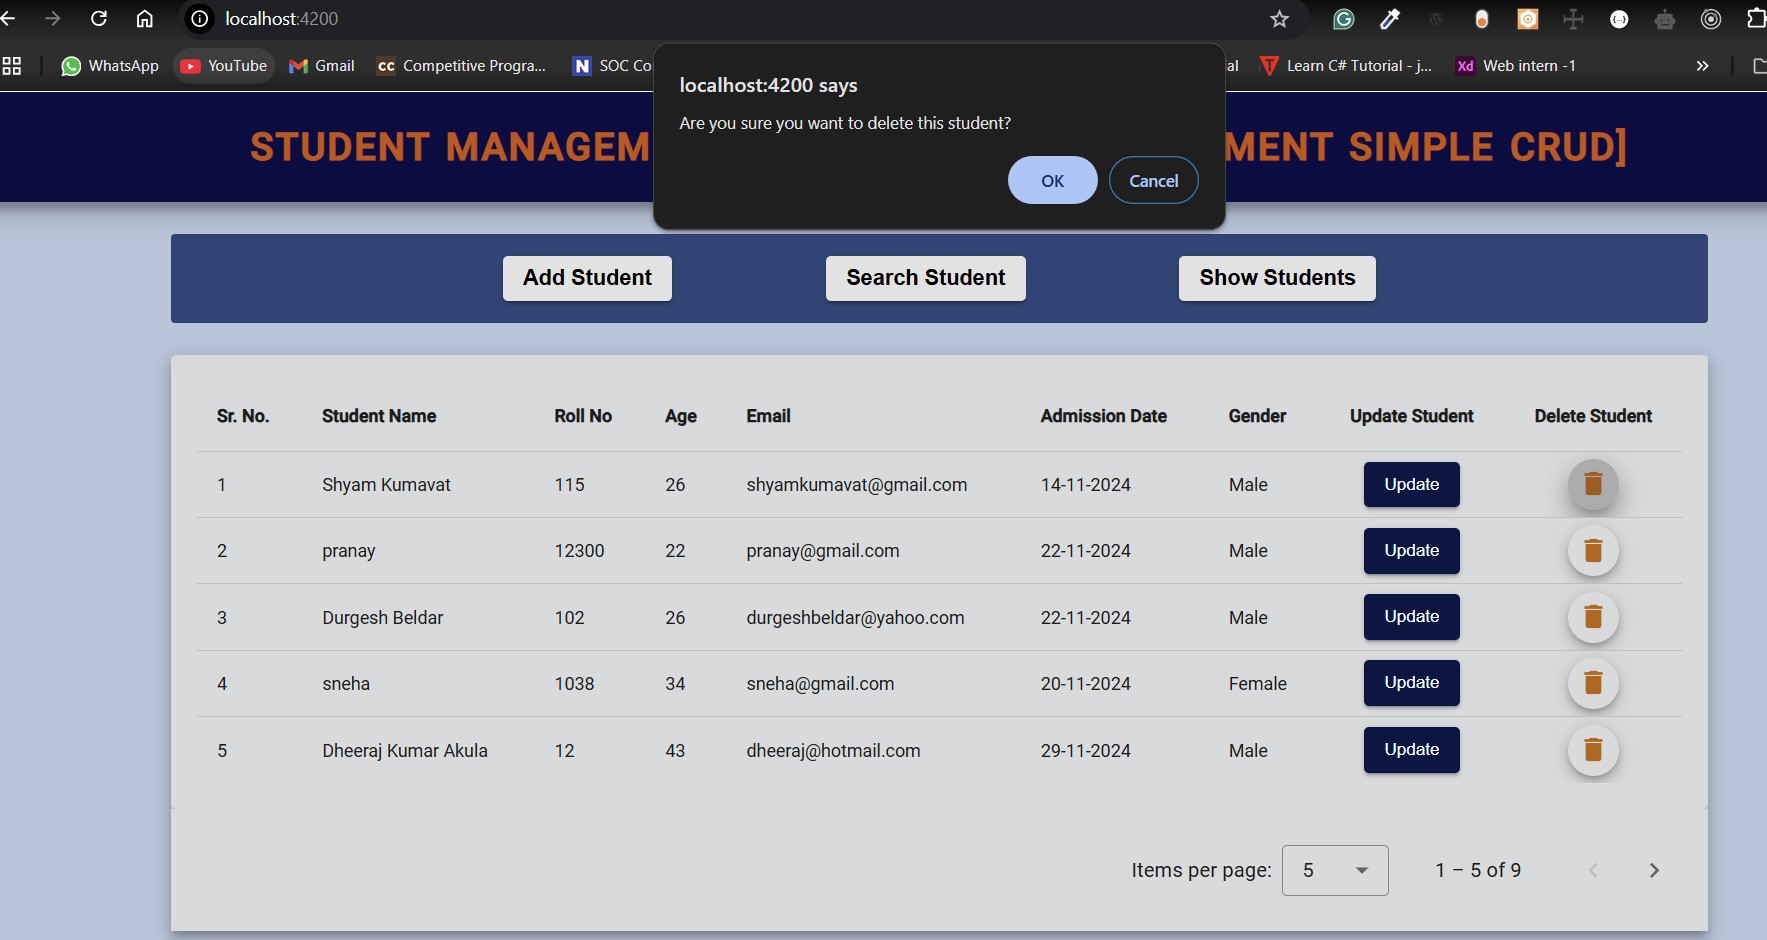 localhost:4200
WhatsApp YouTube Gmail CC Competitive Progra... N SOC Co al T Learn C# Tutorial - j... Xd Web intern -1
localhost:4200 says
Are you sure you want to delete this student?
OK Cancel
STUDENT MANAGEM MENT SIMPLE CRUD]
Add Student Search Student Show Students
Sr. No. Student Name Roll No Age Email Admission Date Gender Update Student Delete Student
1 Shyam Kumavat 115 26 shyamkumavat@gmail.com 14-11-2024 Male Update
2 pranay 12300 22 pranay@gmail.com 22-11-2024 Male Update
3 Durgesh Beldar 102 26 durgeshbeldar@yahoo.com 22-11-2024 Male Update
4 sneha 1038 34 sneha@gmail.com 20-11-2024 Female Update
5 Dheeraj Kumar Akula 12 43 dheeraj@hotmail.com 29-11-2024 Male Update
Items per page: 5 1 – 5 of 9